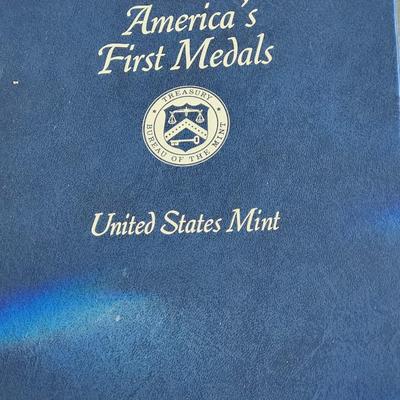 America's
First Medals
TREASURY
BUREAU OF THE MINT
United States Mint